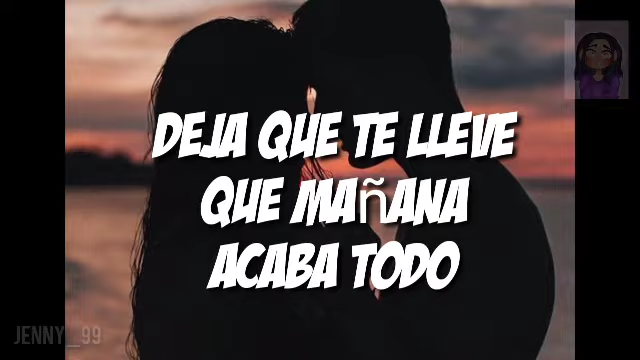 DEJA QUE TE LLEVE
QUE MAÑANA
ACABA TODO
JENNY_99